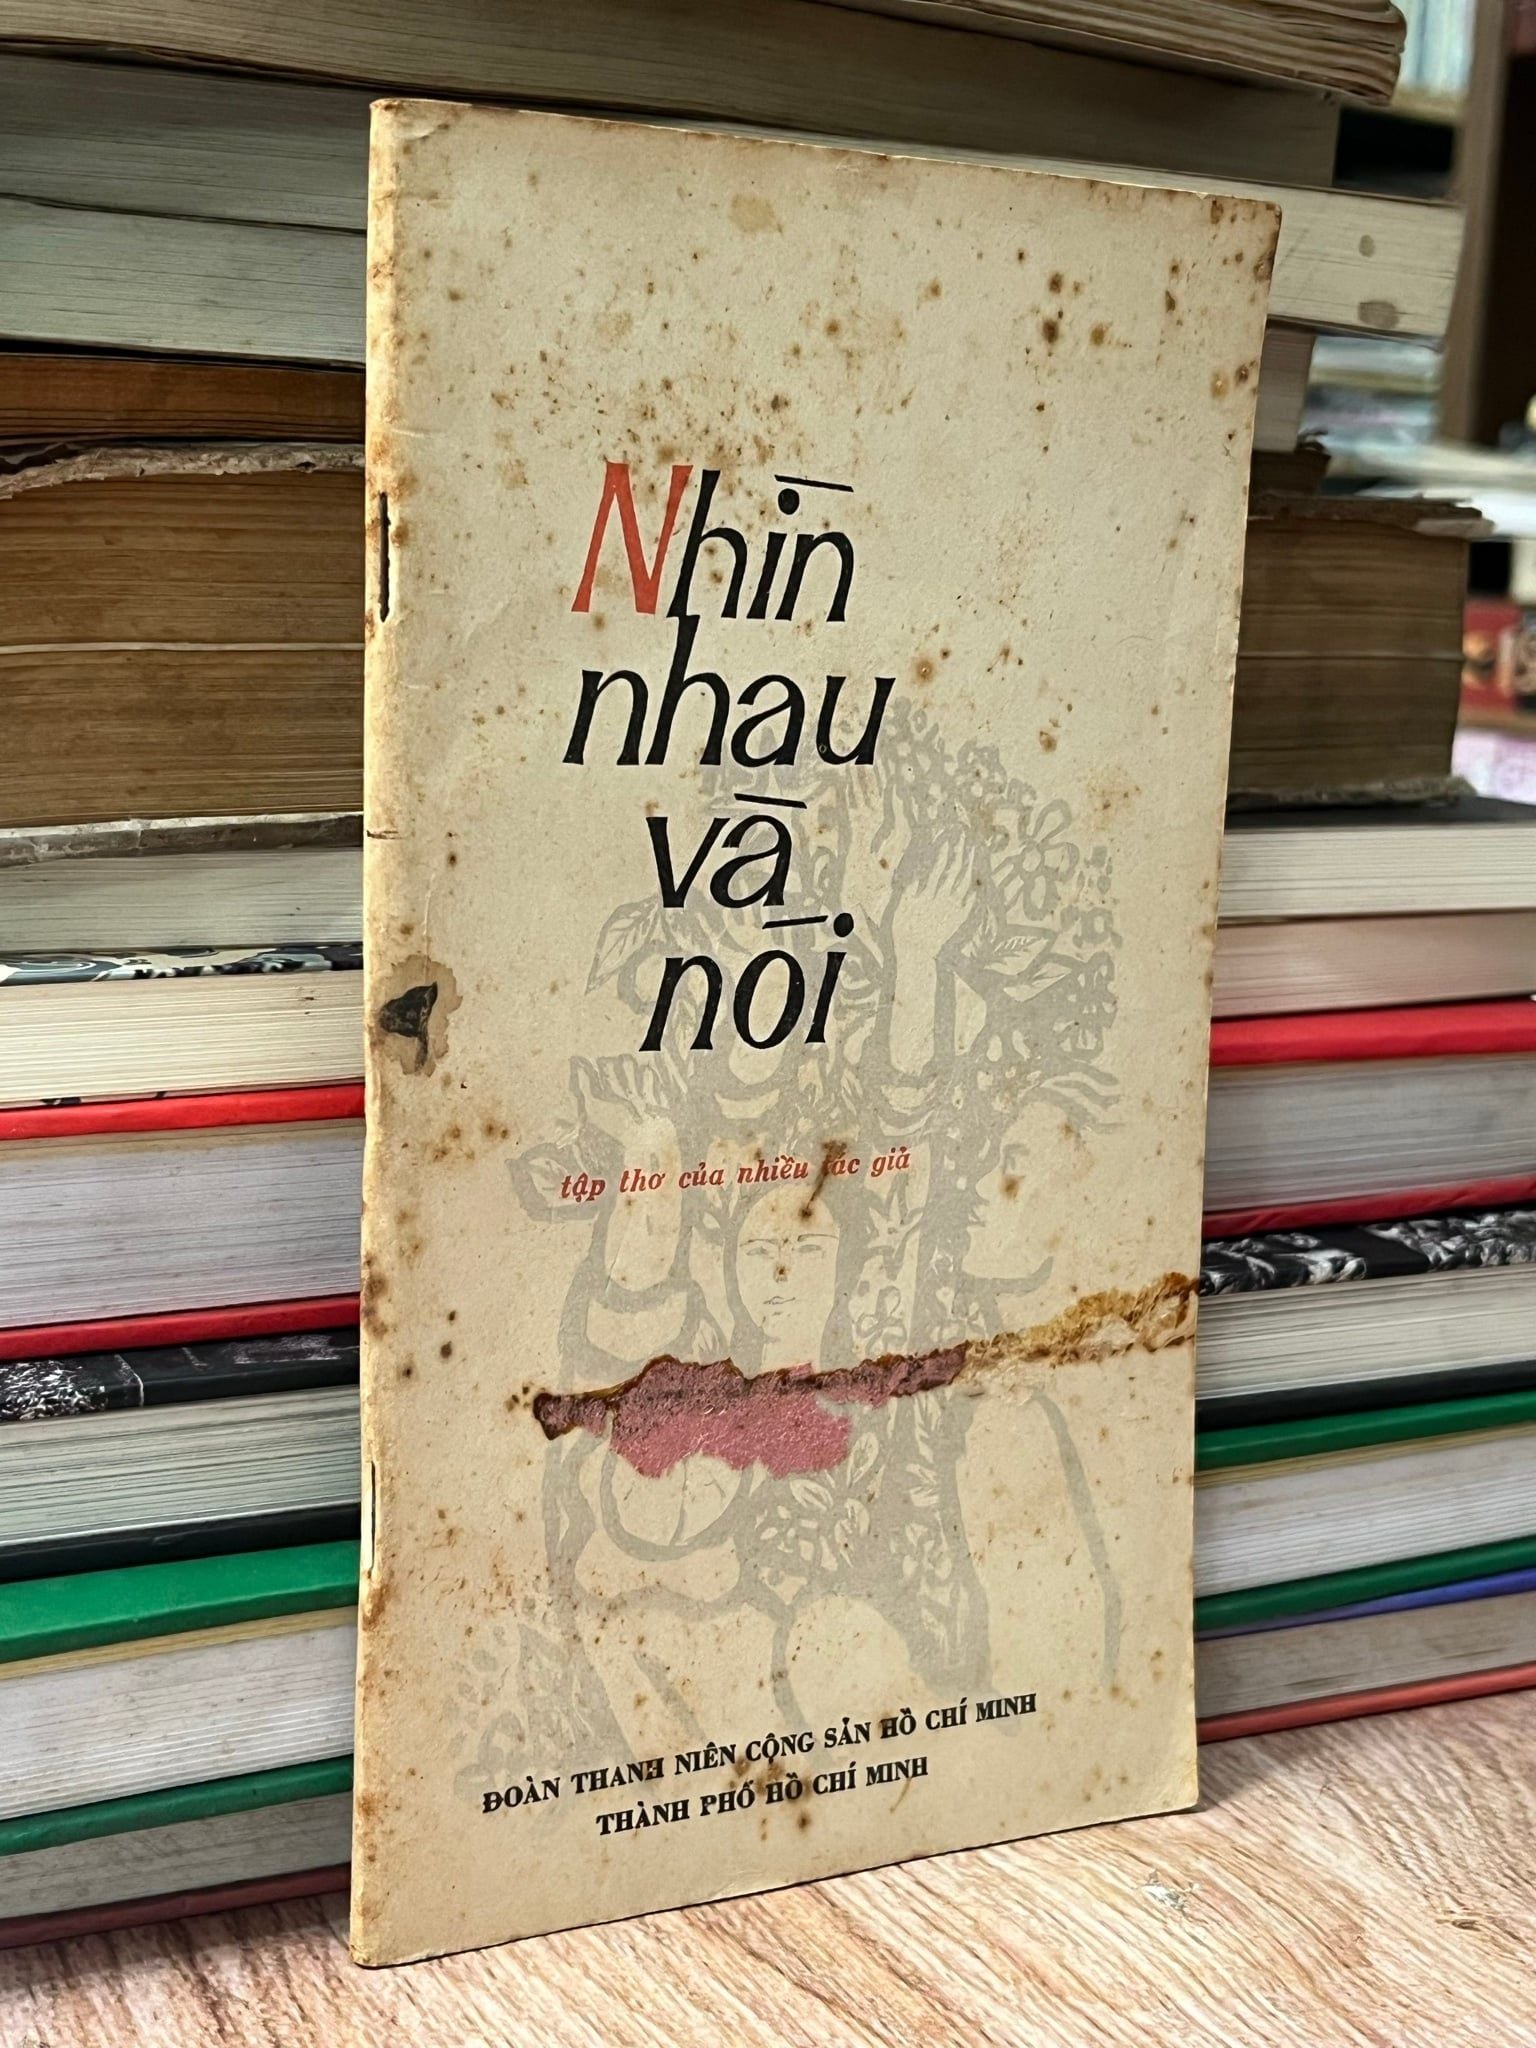 Nhìn
nhau
và
nòi
tập thơ của nhiều tác giả
ĐOÀN THANH NIÊN CỘNG SẢN HỒ CHÍ MINH
THÀNH PHỐ HỒ CHÍ MINH